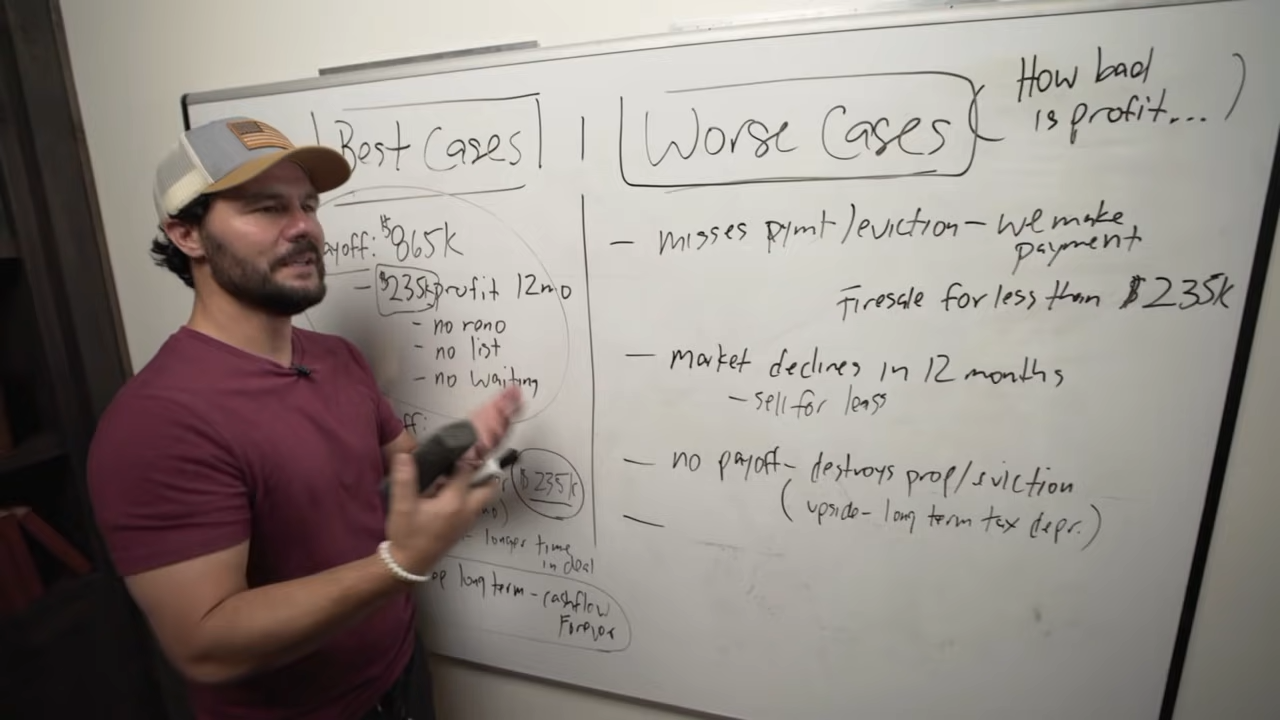 Best Cases
ayoff: $865k
– $235k profit 12mo
- no reno
- no list
- no waiting
ff:
$235k
- longer time
in deal
long term - cashflow
Forever
Worse Cases
(How bad
is profit...)
– misses pymt/eviction – we make
payment
Firesale for less than $235k
– market declines in 12 months
– sell for less
– no payoff – destroys prop/eviction
(upside – long term tax depr.)
–